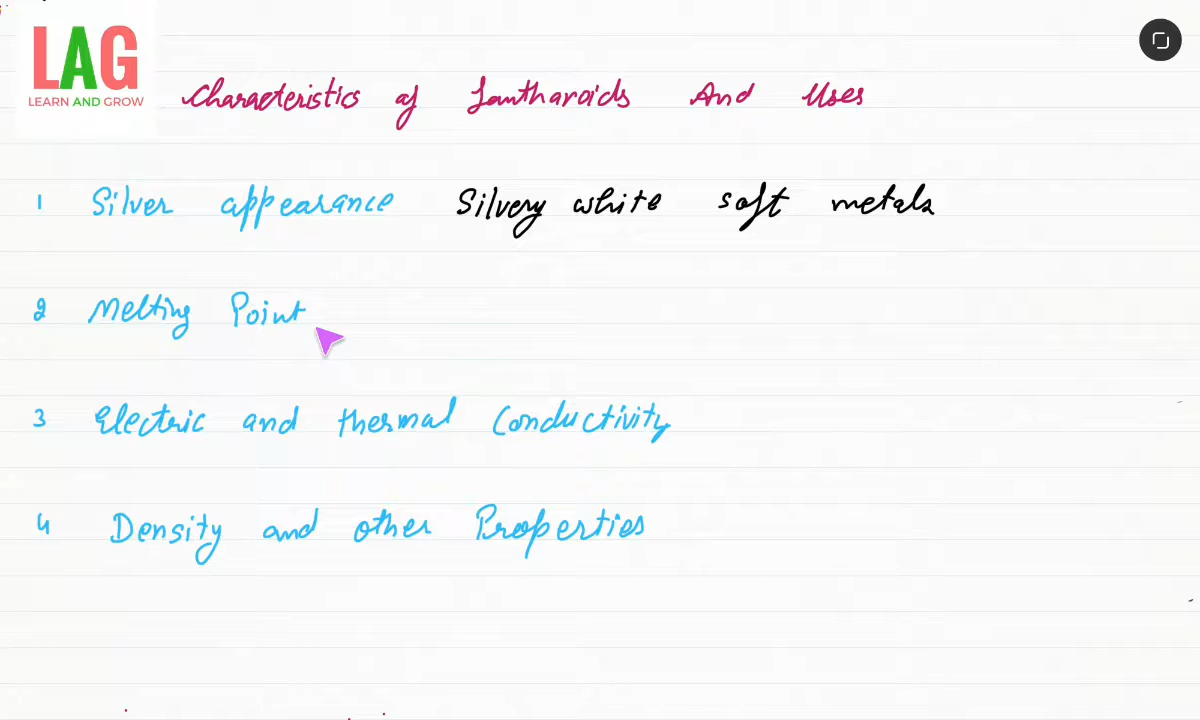 LAG
LEARN AND GROW
Characteristics of Lantharoids And Uses
1 Silver appearance Silvery white soft metals
2 Melting Point
3 Electric and thermal Conductivity
4 Density and other Properties